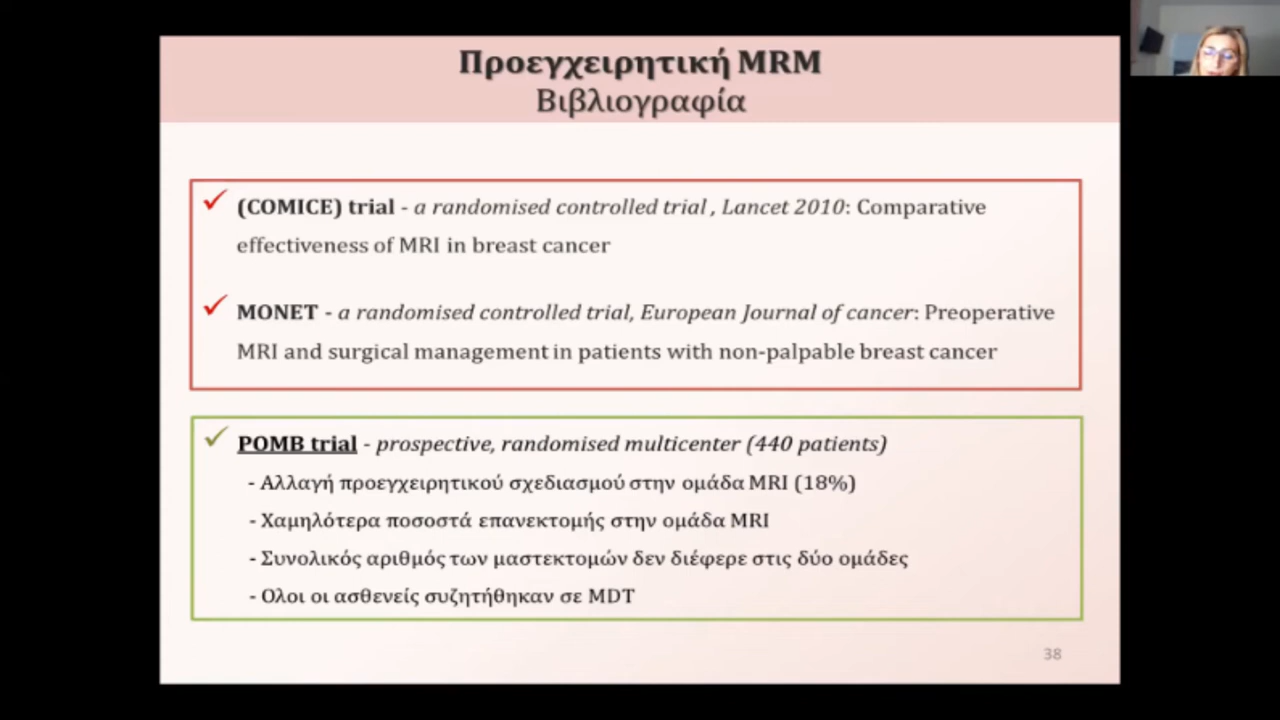 Προεγχειρητική MRM
Βιβλιογραφία
(COMICE) trial - a randomised controlled trial , Lancet 2010: Comparative
effectiveness of MRI in breast cancer
MONET - a randomised controlled trial, European Journal of cancer: Preoperative
MRI and surgical management in patients with non-palpable breast cancer
POMB trial - prospective, randomised multicenter (440 patients)
- Αλλαγή προεγχειρητικού σχεδιασμού στην ομάδα MRI (18%)
- Χαμηλότερα ποσοστά επανεκτομής στην ομάδα MRI
- Συνολικός αριθμός των μαστεκτομών δεν διέφερε στις δύο ομάδες
- Ολοι οι ασθενείς συζητήθηκαν σε MDT
38